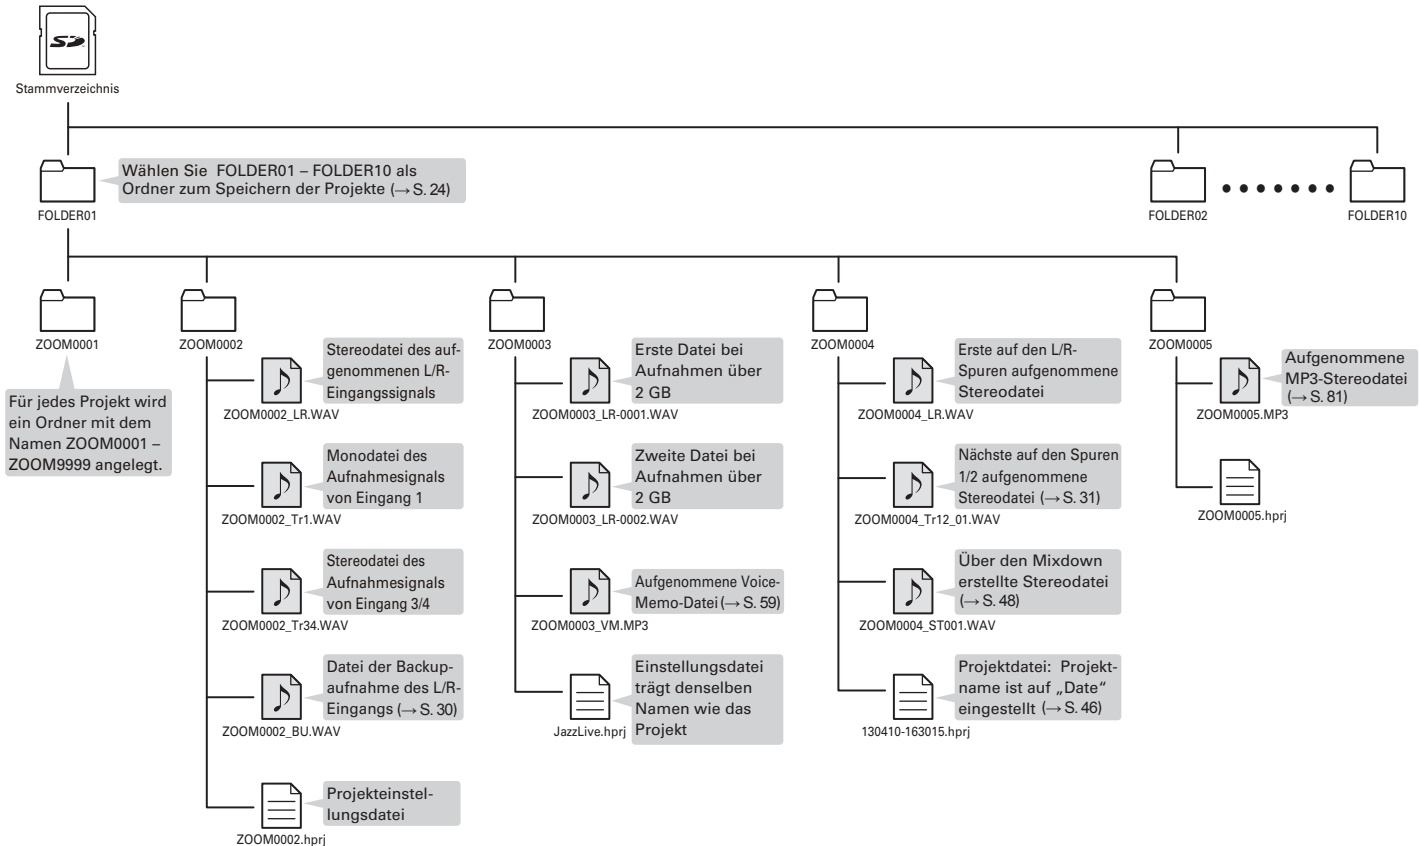 SD
Stammverzeichnis
FOLDER01
Wählen Sie FOLDER01 – FOLDER10 als
Ordner zum Speichern der Projekte (→ S. 24)
FOLDER02
FOLDER10
ZOOM0001
Für jedes Projekt wird
ein Ordner mit dem
Namen ZOOM0001 –
ZOOM9999 angelegt.
ZOOM0002
Stereodatei des auf-
genommenen L/R-
Eingangssignals
ZOOM0002_LR.WAV
Monodatei des
Aufnahmesignals
von Eingang 1
ZOOM0002_Tr1.WAV
Stereodatei des
Aufnahmesignals
von Eingang 3/4
ZOOM0002_Tr34.WAV
Datei der Backup-
aufnahme des L/R-
Eingangs (→ S. 30)
ZOOM0002_BU.WAV
Projekteinstel-
lungsdatei
ZOOM0002.hprj
ZOOM0003
Erste Datei bei
Aufnahmen über
2 GB
ZOOM0003_LR-0001.WAV
Zweite Datei bei
Aufnahmen über
2 GB
ZOOM0003_LR-0002.WAV
Aufgenommene Voice-
Memo-Datei (→ S. 59)
ZOOM0003_VM.MP3
Einstellungsdatei
trägt denselben
Namen wie das
Projekt
JazzLive.hprj
ZOOM0004
Erste auf den L/R-
Spuren aufgenommene
Stereodatei
ZOOM0004_LR.WAV
Nächste auf den Spuren
1/2 aufgenommene
Stereodatei (→ S. 31)
ZOOM0004_Tr12_01.WAV
Über den Mixdown
erstellte Stereodatei
(→ S. 48)
ZOOM0004_ST001.WAV
Projektdatei: Projekt-
name ist auf „Date“
eingestellt (→ S. 46)
130410-163015.hprj
ZOOM0005
Aufgenommene
MP3-Stereodatei
(→ S. 81)
ZOOM0005.MP3
ZOOM0005.hprj